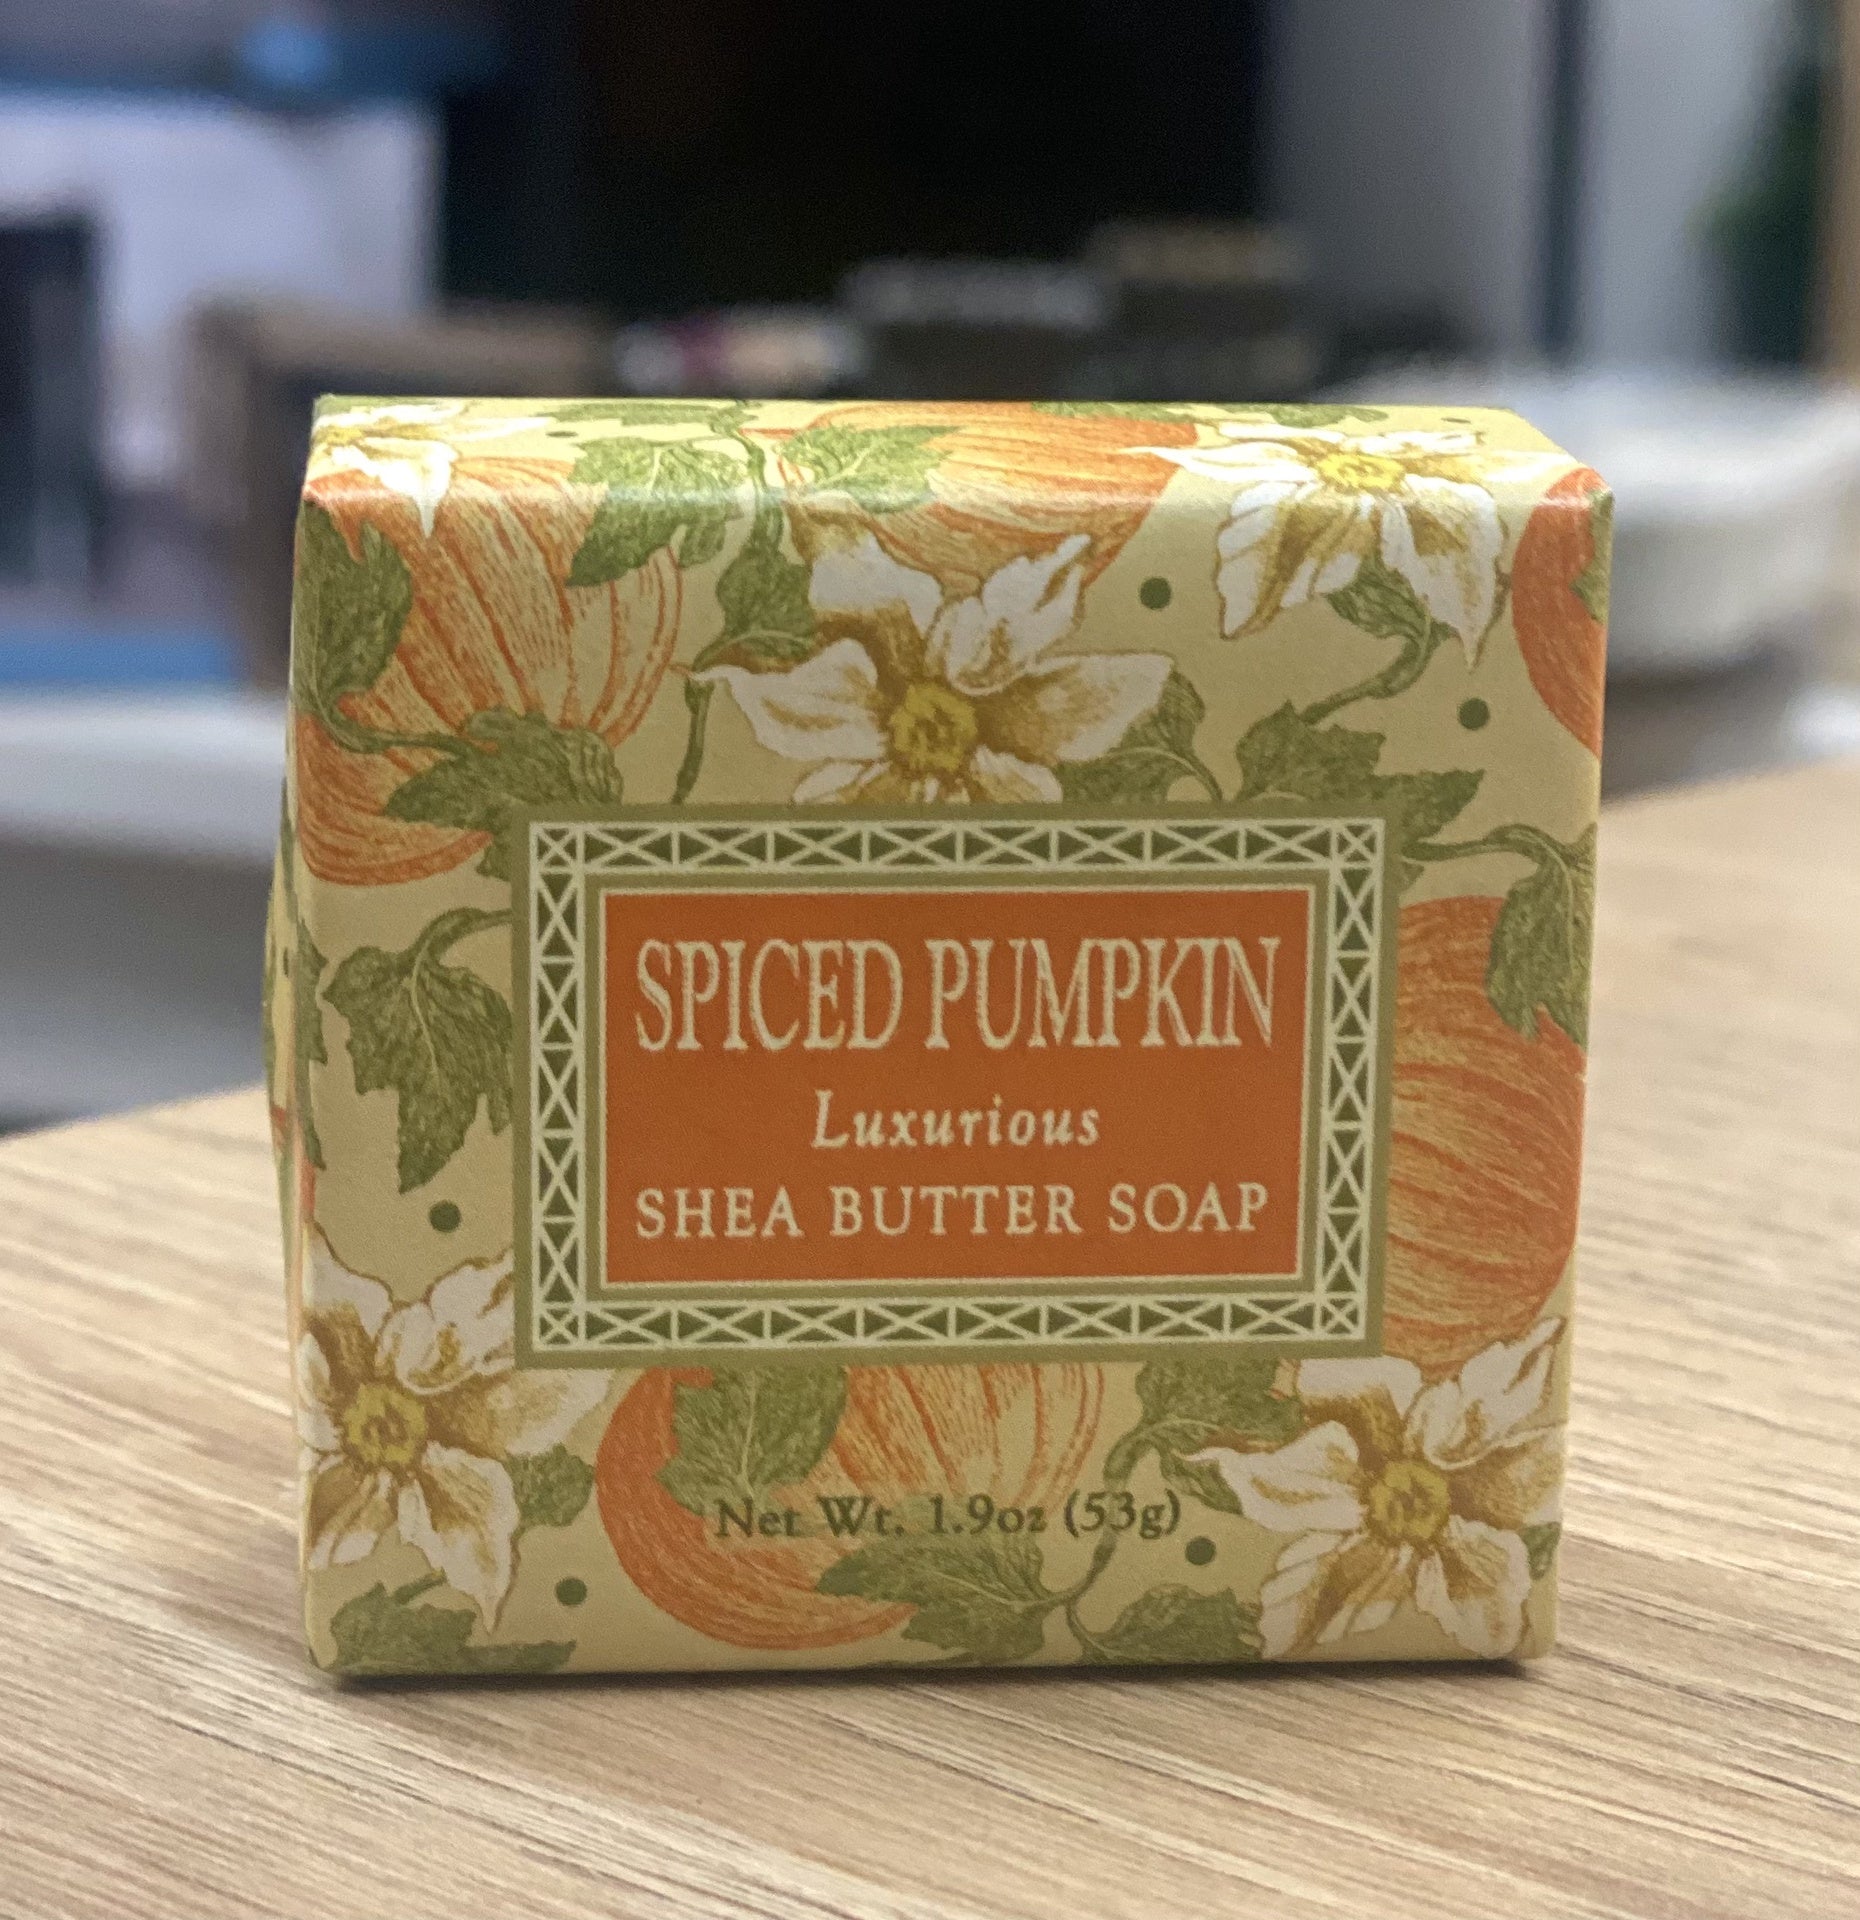 SPICED PUMPKIN
Luxurious
SHEA BUTTER SOAP
Net Wt. 1.9oz (53g)